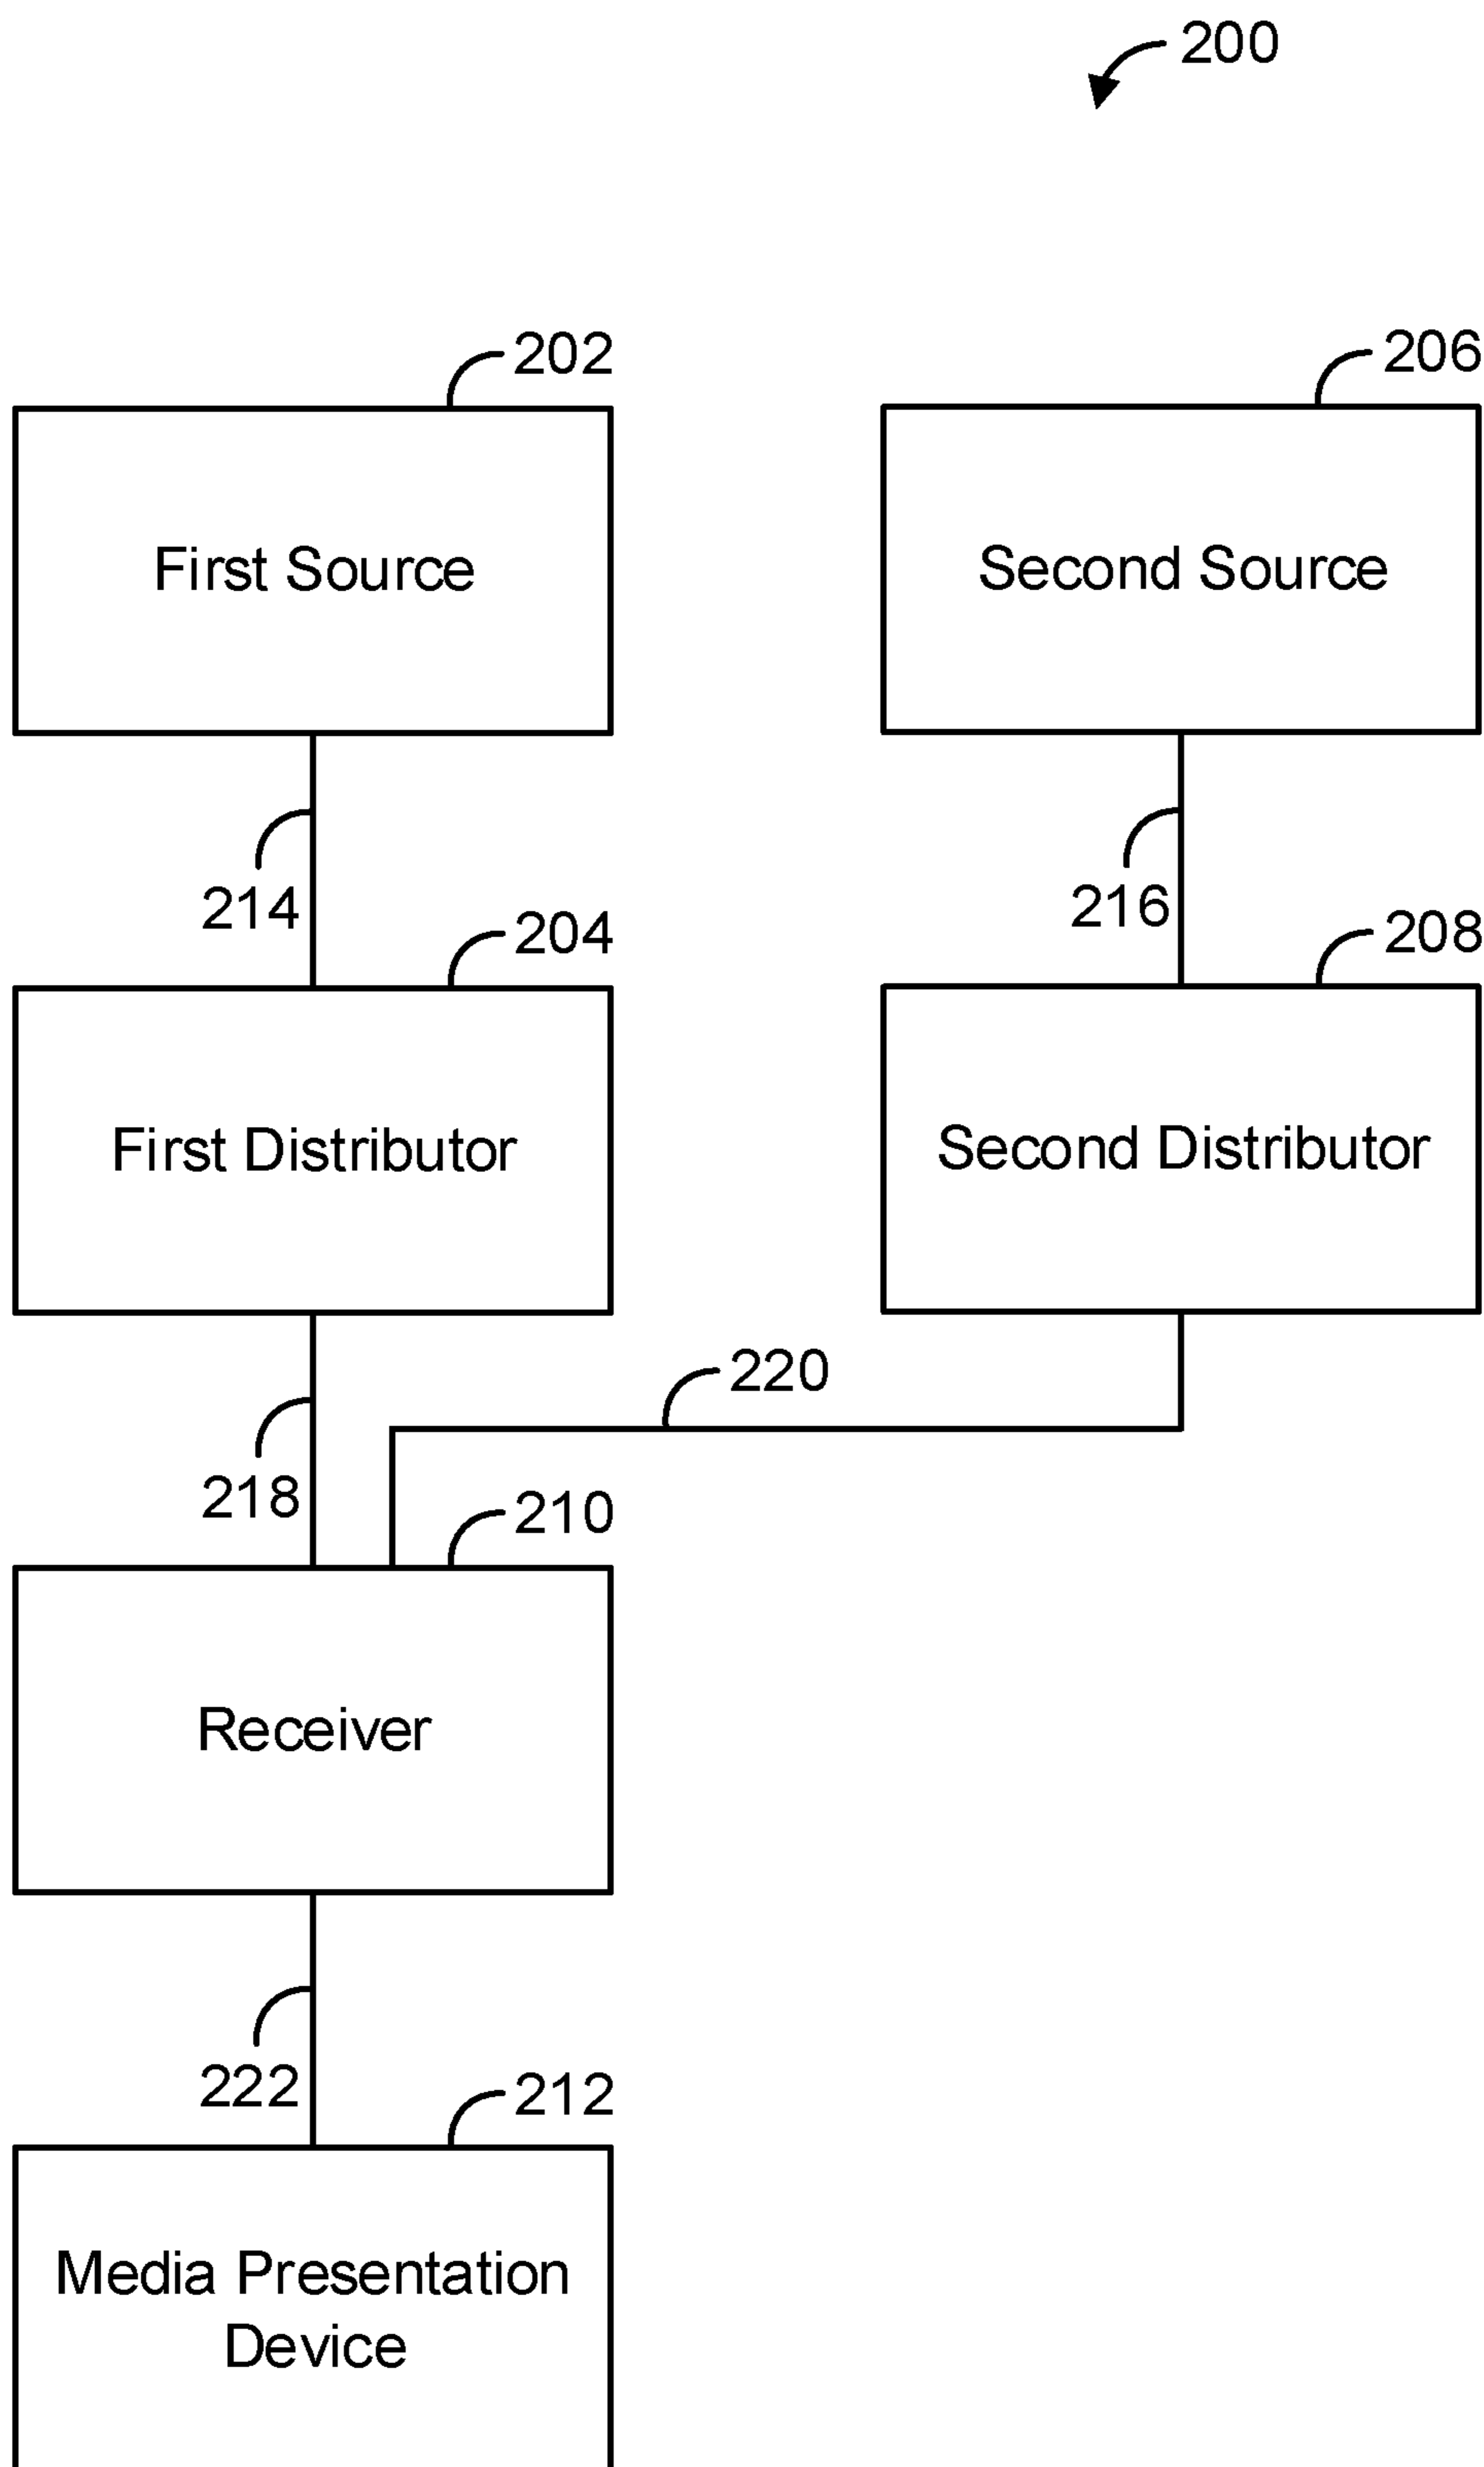 200
202
206
First Source
Second Source
214
216
204
208
First Distributor
Second Distributor
220
218
210
Receiver
222
212
Media Presentation
Device